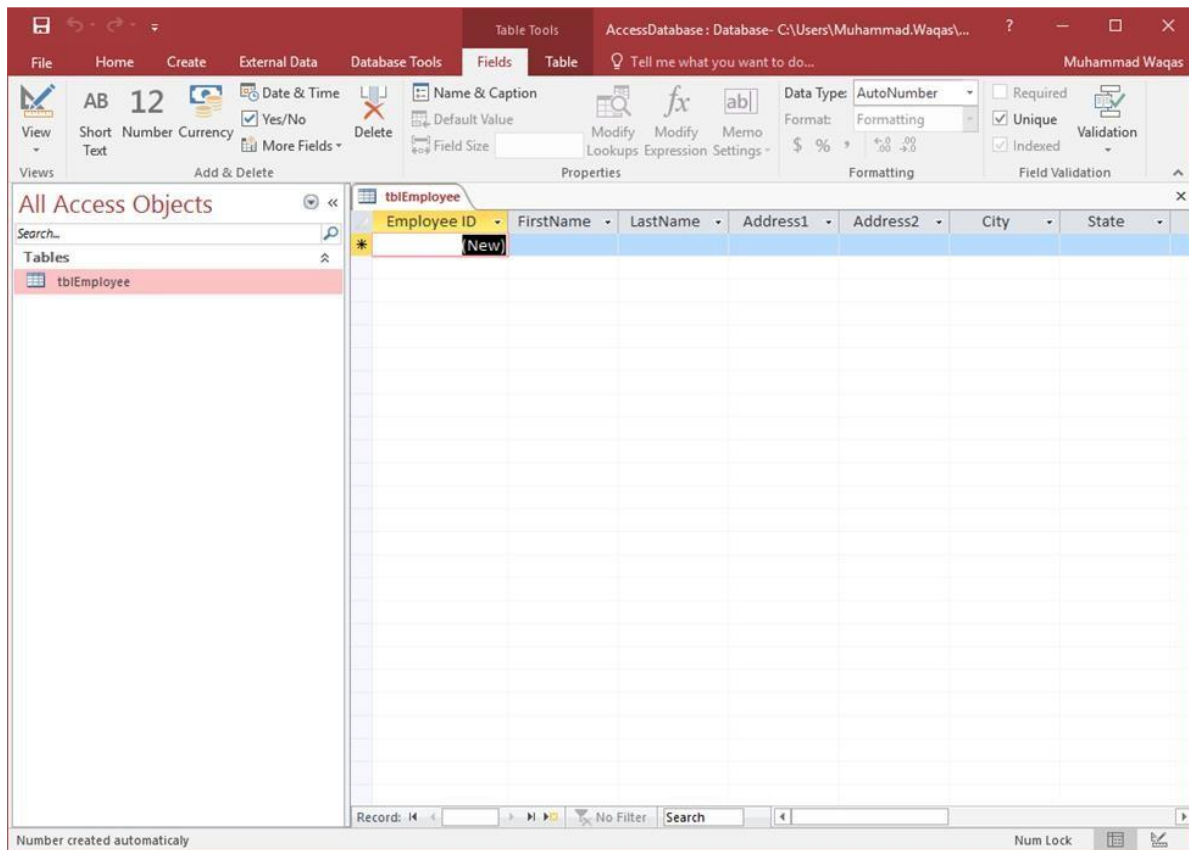 Table Tools AccessDatabase : Database- C:\Users\Muhammad.Waqas\... ?
File Home Create External Data Database Tools Fields Table Tell me what you want to do... Muhammad Waqas
View
AB Short Text
12 Number
Currency
Date & Time
Yes/No
More Fields
Delete
Name & Caption
Default Value
Field Size
Modify Lookups
fx Modify Expression
ab Memo Settings
Data Type: AutoNumber
Format: Formatting
$ % , .00 .00
Required
Unique
Indexed
Validation
Views Add & Delete Properties Formatting Field Validation
All Access Objects «
Search...
Tables
tblEmployee
tblEmployee
Employee ID FirstName LastName Address1 Address2 City State
* (New)
Record: No Filter Search
Number created automaticaly Num Lock